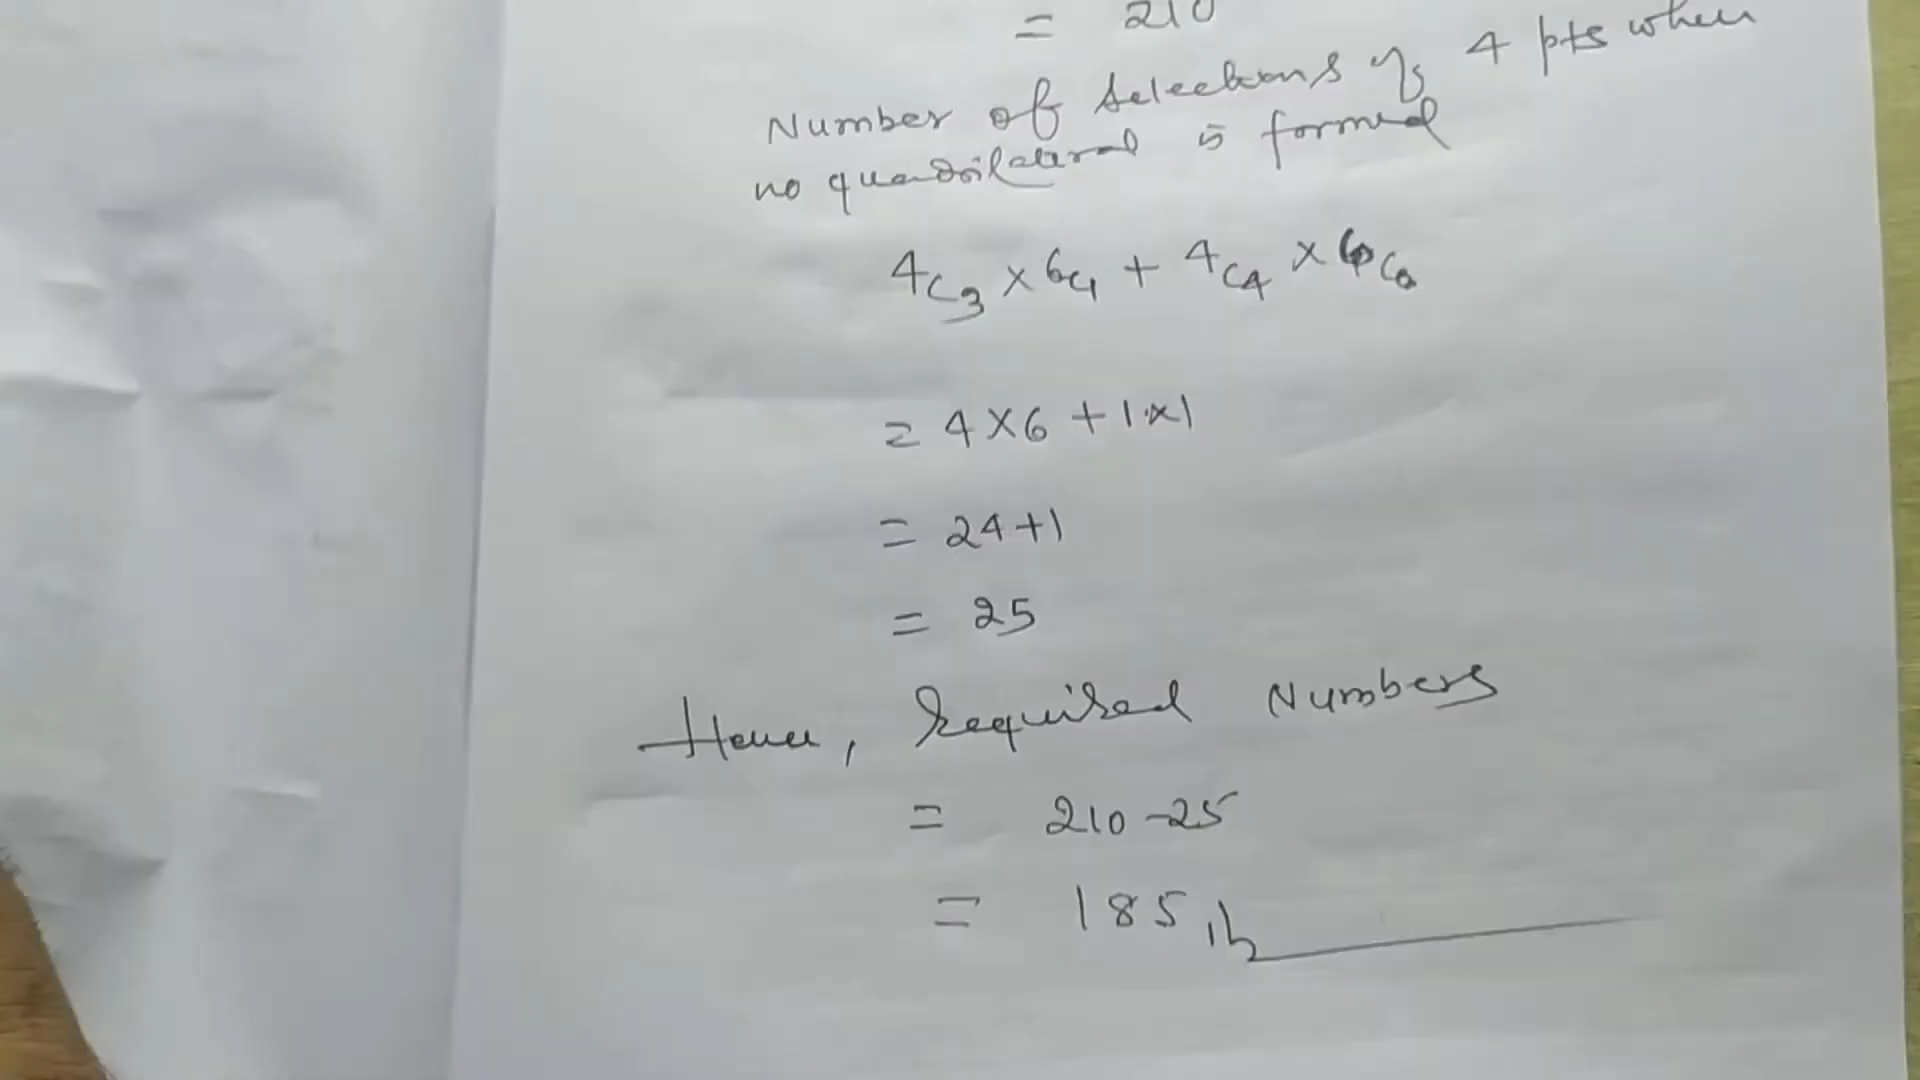 = 210
Number of selections of 4 pts when
no quadrilateral is formed
4C3 × 6C1 + 4C4 × 6C0
= 4×6 + 1×1
= 24+1
= 25
Hence, Required Numbers
= 210-25
= 185